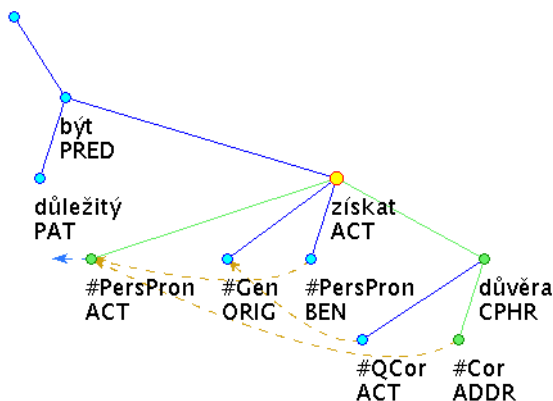 být
PRED
důležitý
PAT
získat
ACT
#PersPron
ACT
#Gen
ORIG
#PersPron
BEN
důvěra
CPHR
#QCor
ACT
#Cor
ADDR